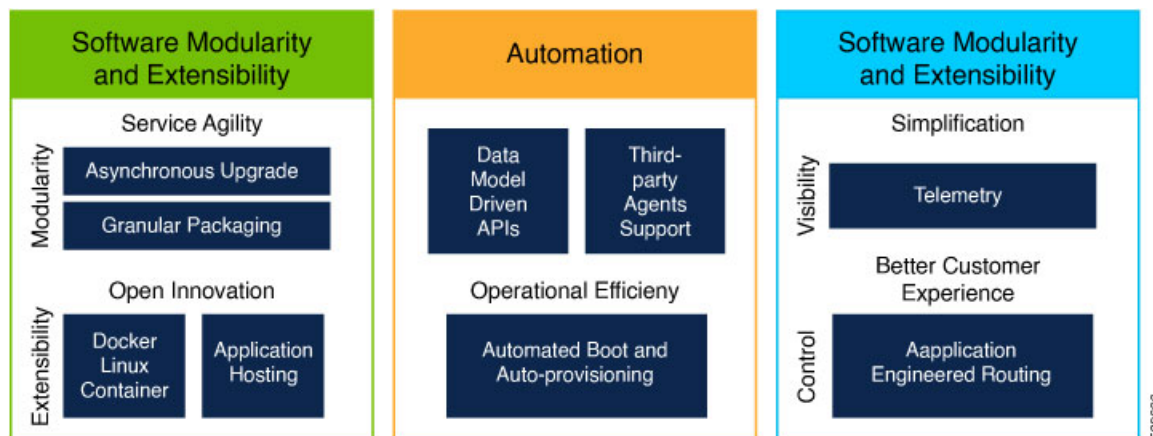 Software Modularity
and Extensibility
Service Agility
Modularity
Asynchronous Upgrade
Granular Packaging
Open Innovation
Extensibility
Docker
Linux
Container
Application
Hosting
Automation
Data
Model
Driven
APIs
Third-
party
Agents
Support
Operational Efficieny
Automated Boot and
Auto-provisioning
Software Modularity
and Extensibility
Simplification
Visibility
Telemetry
Better Customer
Experience
Control
Aapplication
Engineered Routing